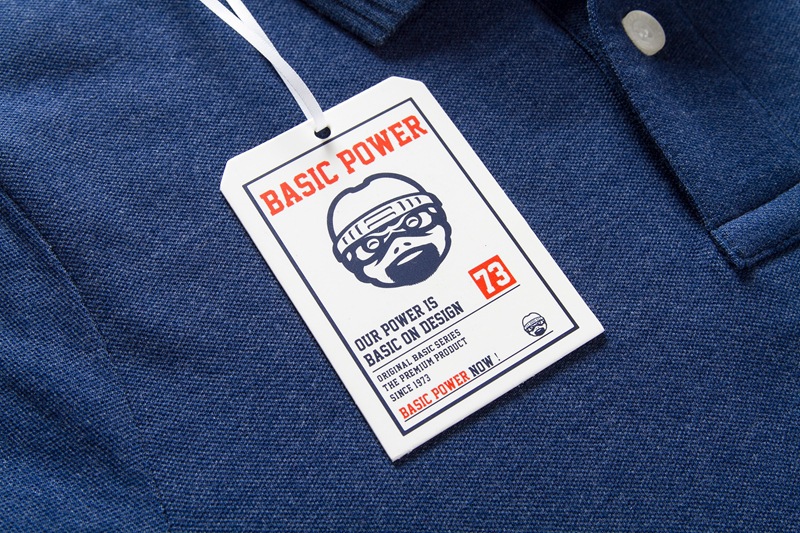 BASIC POWER
73
OUR POWER IS
BASIC ON DESIGN
ORIGINAL BASIC SERIES
THE PREMIUM PRODUCT
SINCE 1973
BASIC POWER NOW !